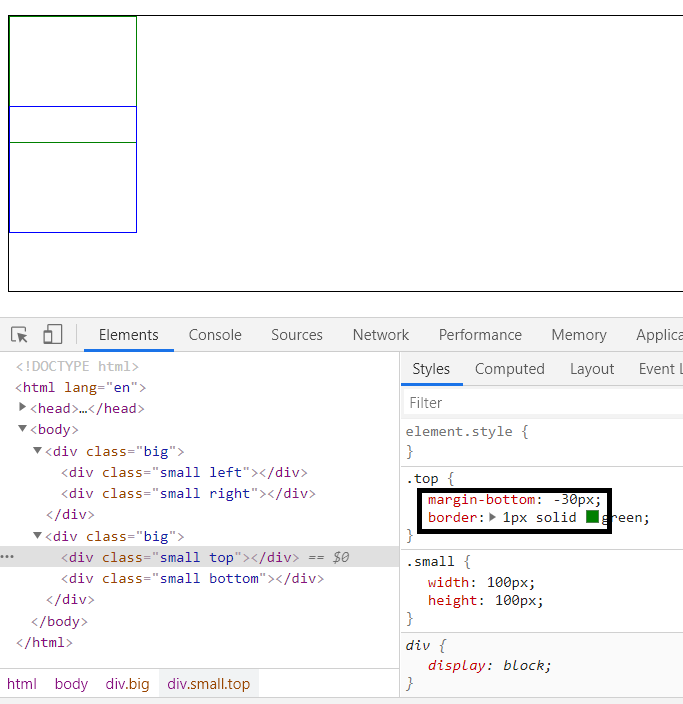 Elements Console Sources Network Performance Memory Applica
<!DOCTYPE html>
<html lang="en">
<head>…</head>
<body>
<div class="big">
<div class="small left"></div>
<div class="small right"></div>
</div>
<div class="big">
<div class="small top"></div> == $0
<div class="small bottom"></div>
</div>
</body>
</html>
html body div.big div.small.top
Styles Computed Layout Event L
Filter
element.style {
}
.top {
margin-bottom: -30px;
border: 1px solid green;
}
.small {
width: 100px;
height: 100px;
}
div {
display: block;
}